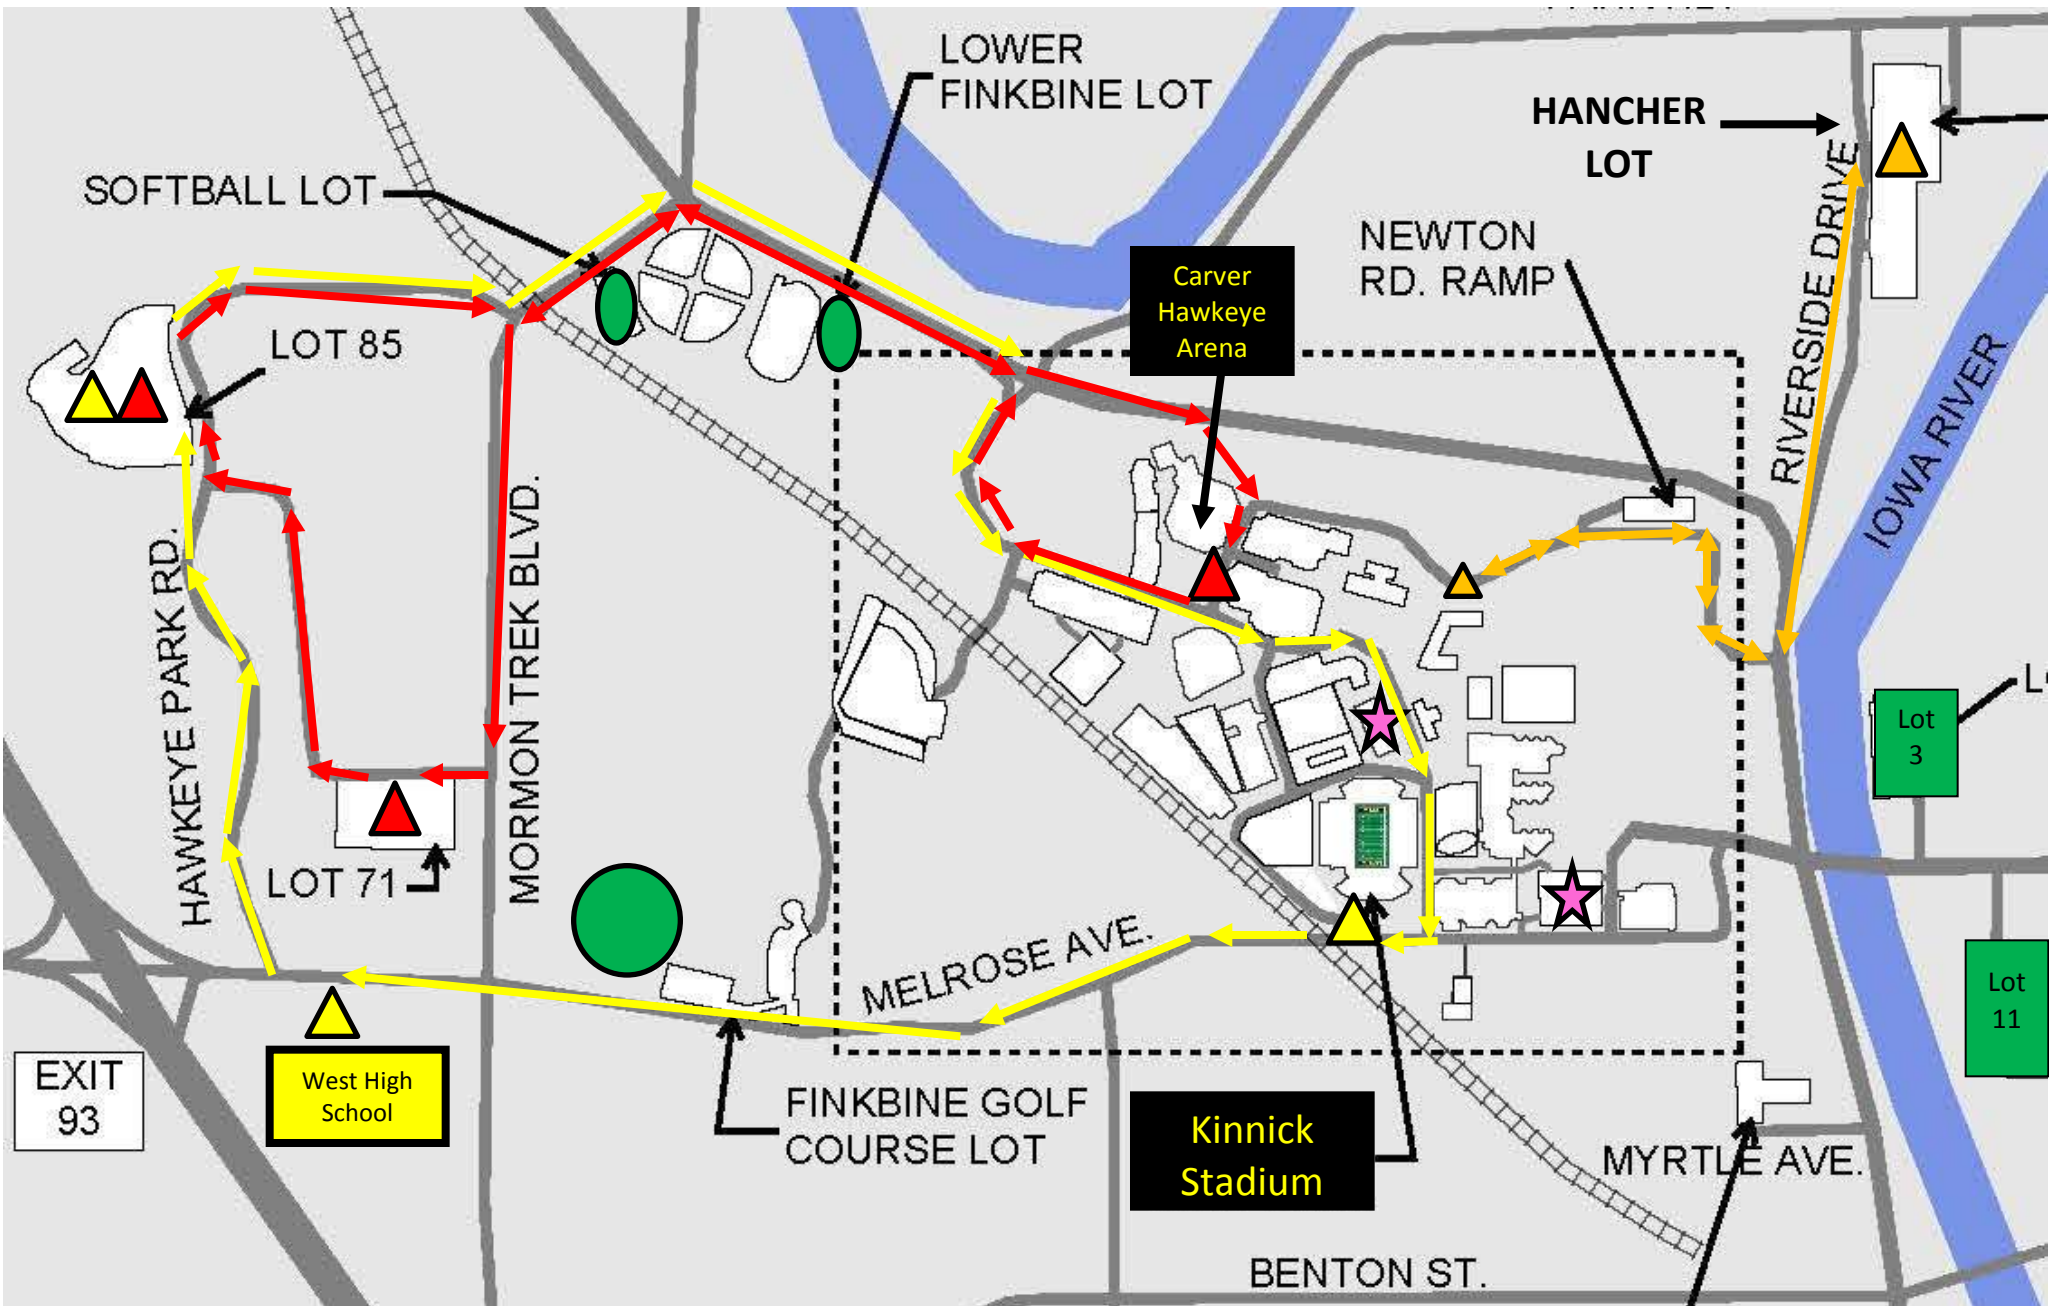 LOWER
FINKBINE LOT
HANCHER
LOT
SOFTBALL LOT
NEWTON
RD. RAMP
Carver
Hawkeye
Arena
RIVERSIDE DRIVE
IOWA RIVER
LOT 85
HAWKEYE PARK RD.
MORMON TREK BLVD.
Lot
3
LOT 71
MELROSE AVE.
Lot
11
EXIT
93
West High
School
FINKBINE GOLF
COURSE LOT
Kinnick
Stadium
MYRTLE AVE.
BENTON ST.